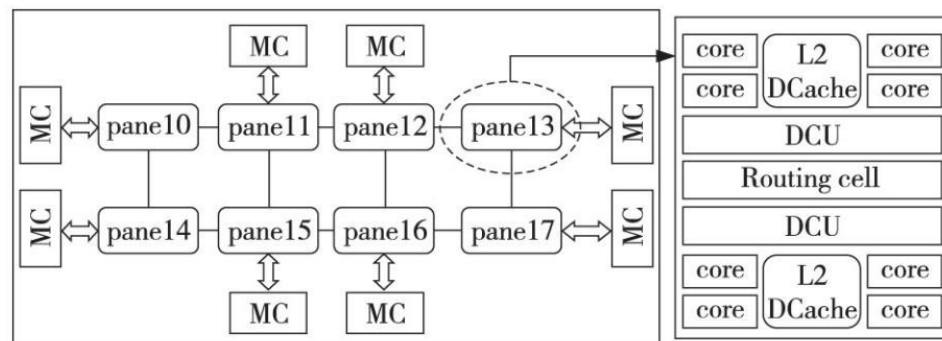 MC
MC
MC
pane10
pane11
pane12
pane13
MC
MC
pane14
pane15
pane16
pane17
MC
MC
MC
core
L2
DCache
core
core
core
DCU
Routing cell
DCU
core
L2
DCache
core
core
core